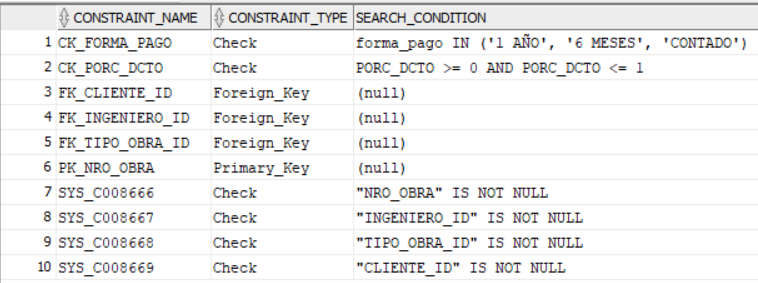 CONSTRAINT_NAME CONSTRAINT_TYPE SEARCH_CONDITION
1 CK_FORMA_PAGO Check forma_pago IN ('1 AÑO', '6 MESES', 'CONTADO')
2 CK_PORC_DCTO Check PORC_DCTO >= 0 AND PORC_DCTO <= 1
3 FK_CLIENTE_ID Foreign_Key (null)
4 FK_INGENIERO_ID Foreign_Key (null)
5 FK_TIPO_OBRA_ID Foreign_Key (null)
6 PK_NRO_OBRA Primary_Key (null)
7 SYS_C008666 Check "NRO_OBRA" IS NOT NULL
8 SYS_C008667 Check "INGENIERO_ID" IS NOT NULL
9 SYS_C008668 Check "TIPO_OBRA_ID" IS NOT NULL
10 SYS_C008669 Check "CLIENTE_ID" IS NOT NULL